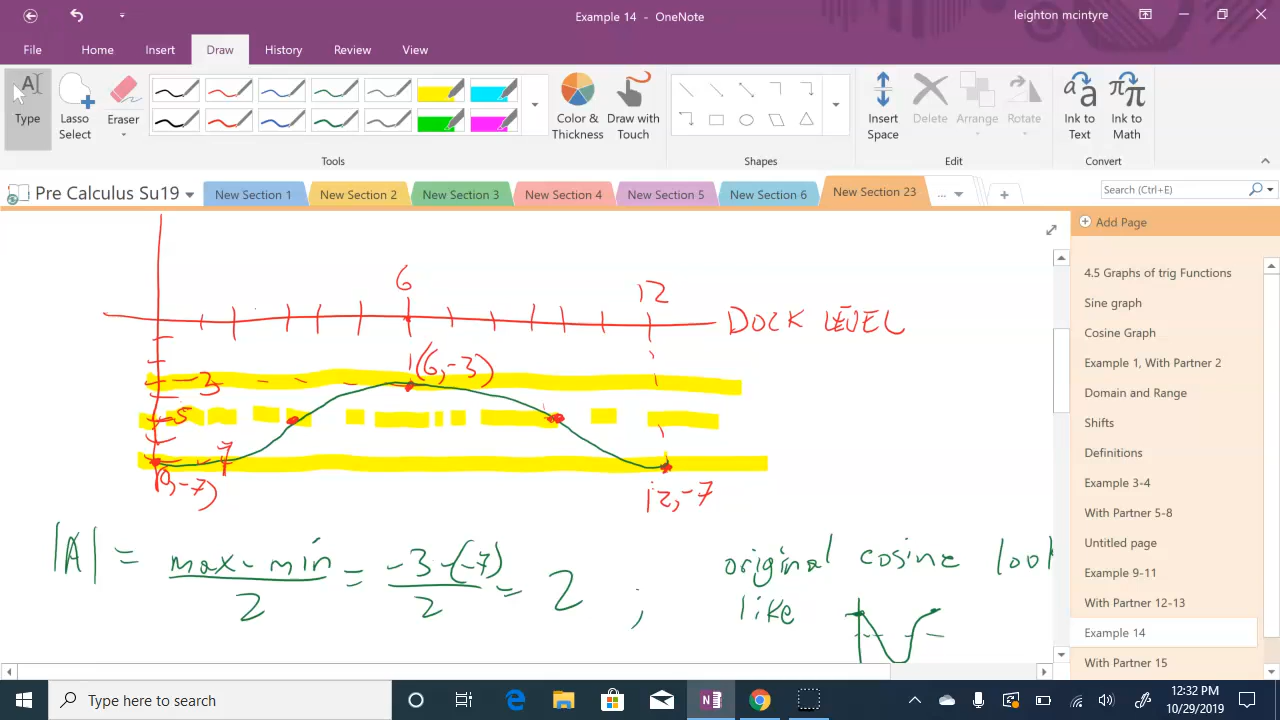 Example 14 - OneNote
leighton mcintyre
File Home Insert Draw History Review View
Type
Lasso Select
Eraser
Color & Thickness
Draw with Touch
Insert Space
Delete
Arrange
Rotate
Ink to Text
Ink to Math
Tools
Shapes
Edit
Convert
Pre Calculus Su19
New Section 1
New Section 2
New Section 3
New Section 4
New Section 5
New Section 6
New Section 23
...
Search (Ctrl+E)
Add Page
4.5 Graphs of trig Functions
Sine graph
Cosine Graph
Example 1, With Partner 2
Domain and Range
Shifts
Definitions
Example 3-4
With Partner 5-8
Untitled page
Example 9-11
With Partner 12-13
Example 14
With Partner 15
6
12
DOCK LEVEL
(6, -3)
-3
-5
-7
(0, -7)
12, -7
|A| = max - min / 2 = -3 - (-7) / 2 = 2 ;
original cosine look
like
Type here to search
12:32 PM
10/29/2019